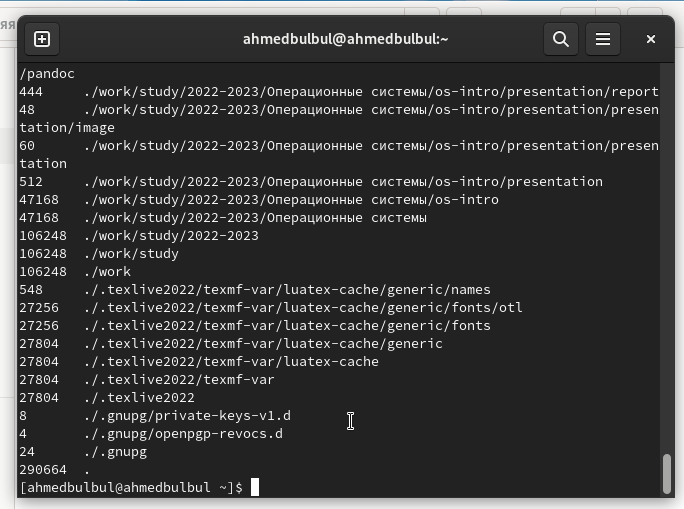 яя
ahmedbulbul@ahmedbulbul:~
/pandoc
444 ./work/study/2022-2023/Операционные системы/os-intro/presentation/report
48 ./work/study/2022-2023/Операционные системы/os-intro/presentation/presen
tation/image
60 ./work/study/2022-2023/Операционные системы/os-intro/presentation/presen
tation
512 ./work/study/2022-2023/Операционные системы/os-intro/presentation
47168 ./work/study/2022-2023/Операционные системы/os-intro
47168 ./work/study/2022-2023/Операционные системы
106248 ./work/study/2022-2023
106248 ./work/study
106248 ./work
548 ./.texlive2022/texmf-var/luatex-cache/generic/names
27256 ./.texlive2022/texmf-var/luatex-cache/generic/fonts/otl
27256 ./.texlive2022/texmf-var/luatex-cache/generic/fonts
27804 ./.texlive2022/texmf-var/luatex-cache/generic
27804 ./.texlive2022/texmf-var/luatex-cache
27804 ./.texlive2022/texmf-var
27804 ./.texlive2022
8 ./.gnupg/private-keys-v1.d
4 ./.gnupg/openpgp-revocs.d
24 ./.gnupg
290664 .
[ahmedbulbul@ahmedbulbul ~]$